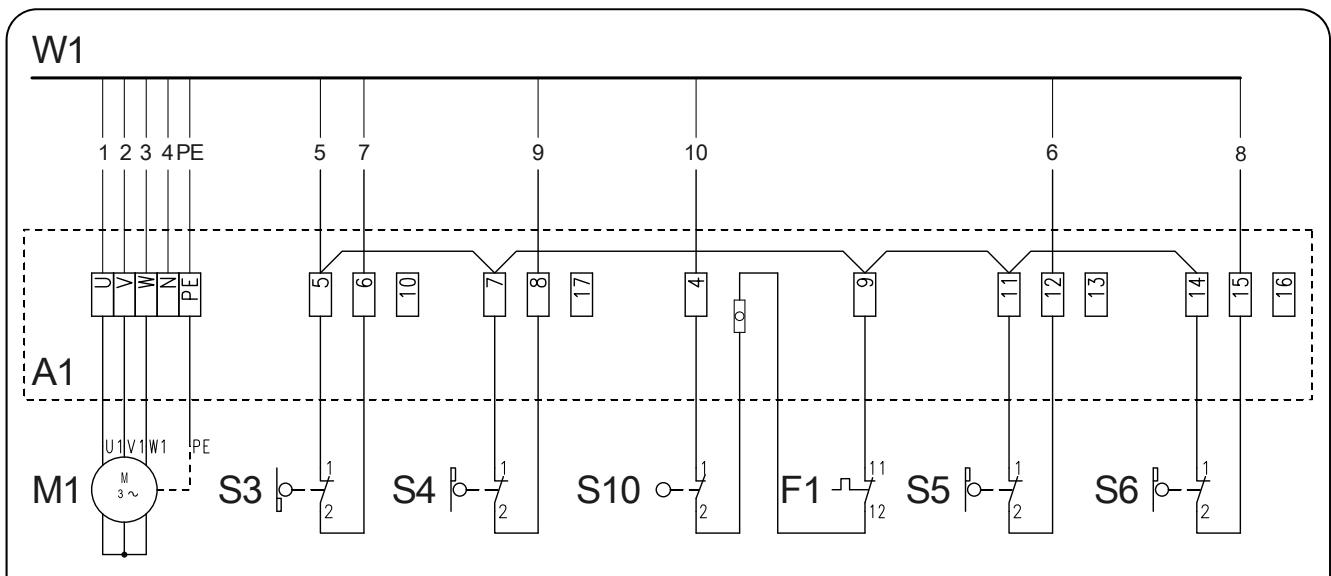 W1
1 2 3 4 PE 5 7 9 10 6 8
U V W N PE 5 6 10 7 8 17 4 9 11 12 13 14 15 16
A1
U1 V1 W1 PE
1 1 1 11 1 1
M1 M 3 ~ S3 S4 S10 F1 S5 S6
2 2 2 12 2 2